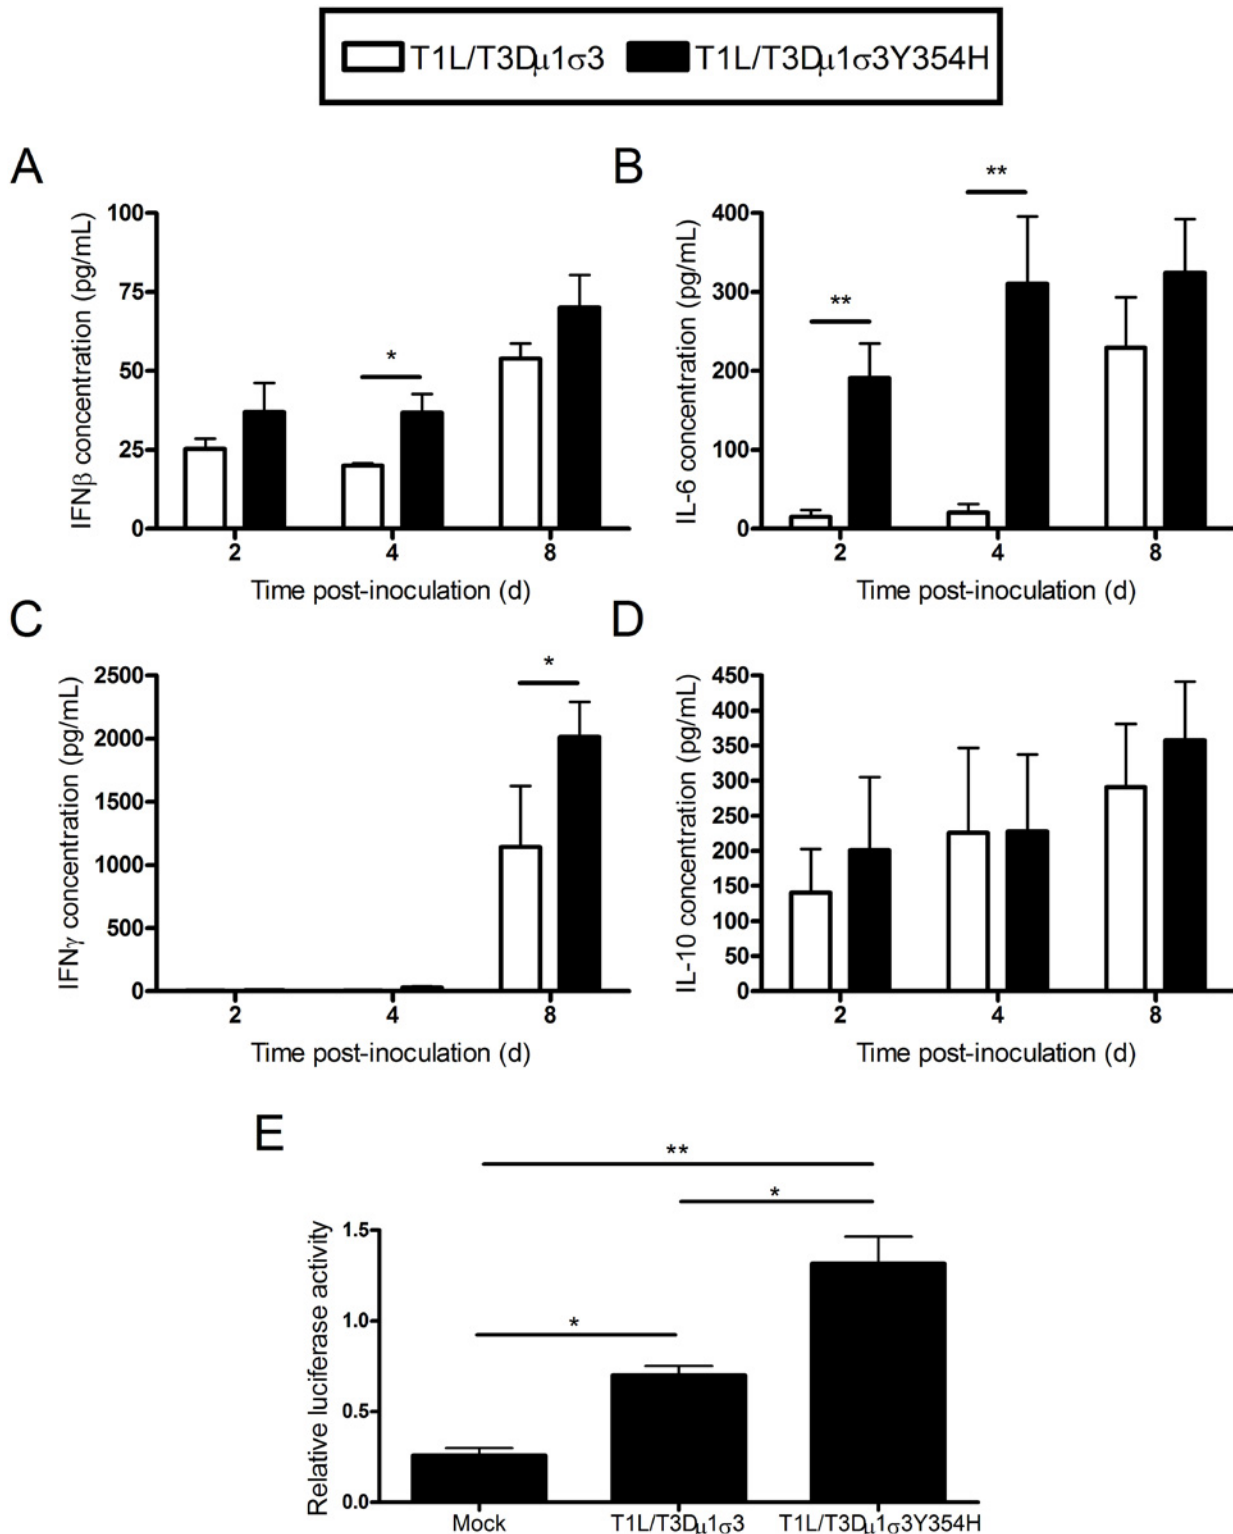 T1L/T3Dμ1σ3 T1L/T3Dμ1σ3Y354H
A
IFNβ concentration (pg/mL)
100
75
50
25
0
*
2 4 8
Time post-inoculation (d)
B
IL-6 concentration (pg/mL)
400
300
200
100
0
**
**
2 4 8
Time post-inoculation (d)
C
IFNγ concentration (pg/mL)
2500
2000
1500
1000
500
0
*
2 4 8
Time post-inoculation (d)
D
IL-10 concentration (pg/mL)
450
400
350
300
250
200
150
100
50
0
2 4 8
Time post-inoculation (d)
E
Relative luciferase activity
1.5
1.0
0.5
0.0
**
*
*
Mock T1L/T3Dμ1σ3 T1L/T3Dμ1σ3Y354H